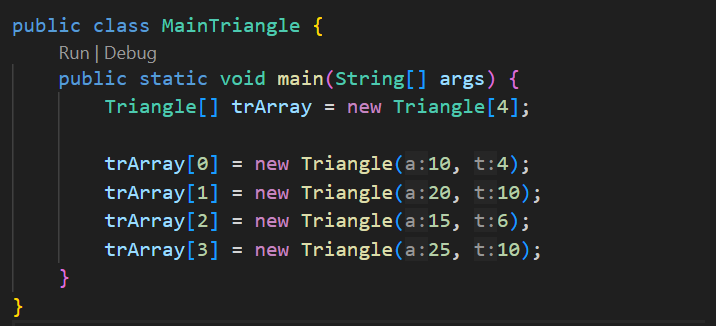 public class MainTriangle {
Run | Debug
public static void main(String[] args) {
Triangle[] trArray = new Triangle[4];
trArray[0] = new Triangle(a:10, t:4);
trArray[1] = new Triangle(a:20, t:10);
trArray[2] = new Triangle(a:15, t:6);
trArray[3] = new Triangle(a:25, t:10);
}
}